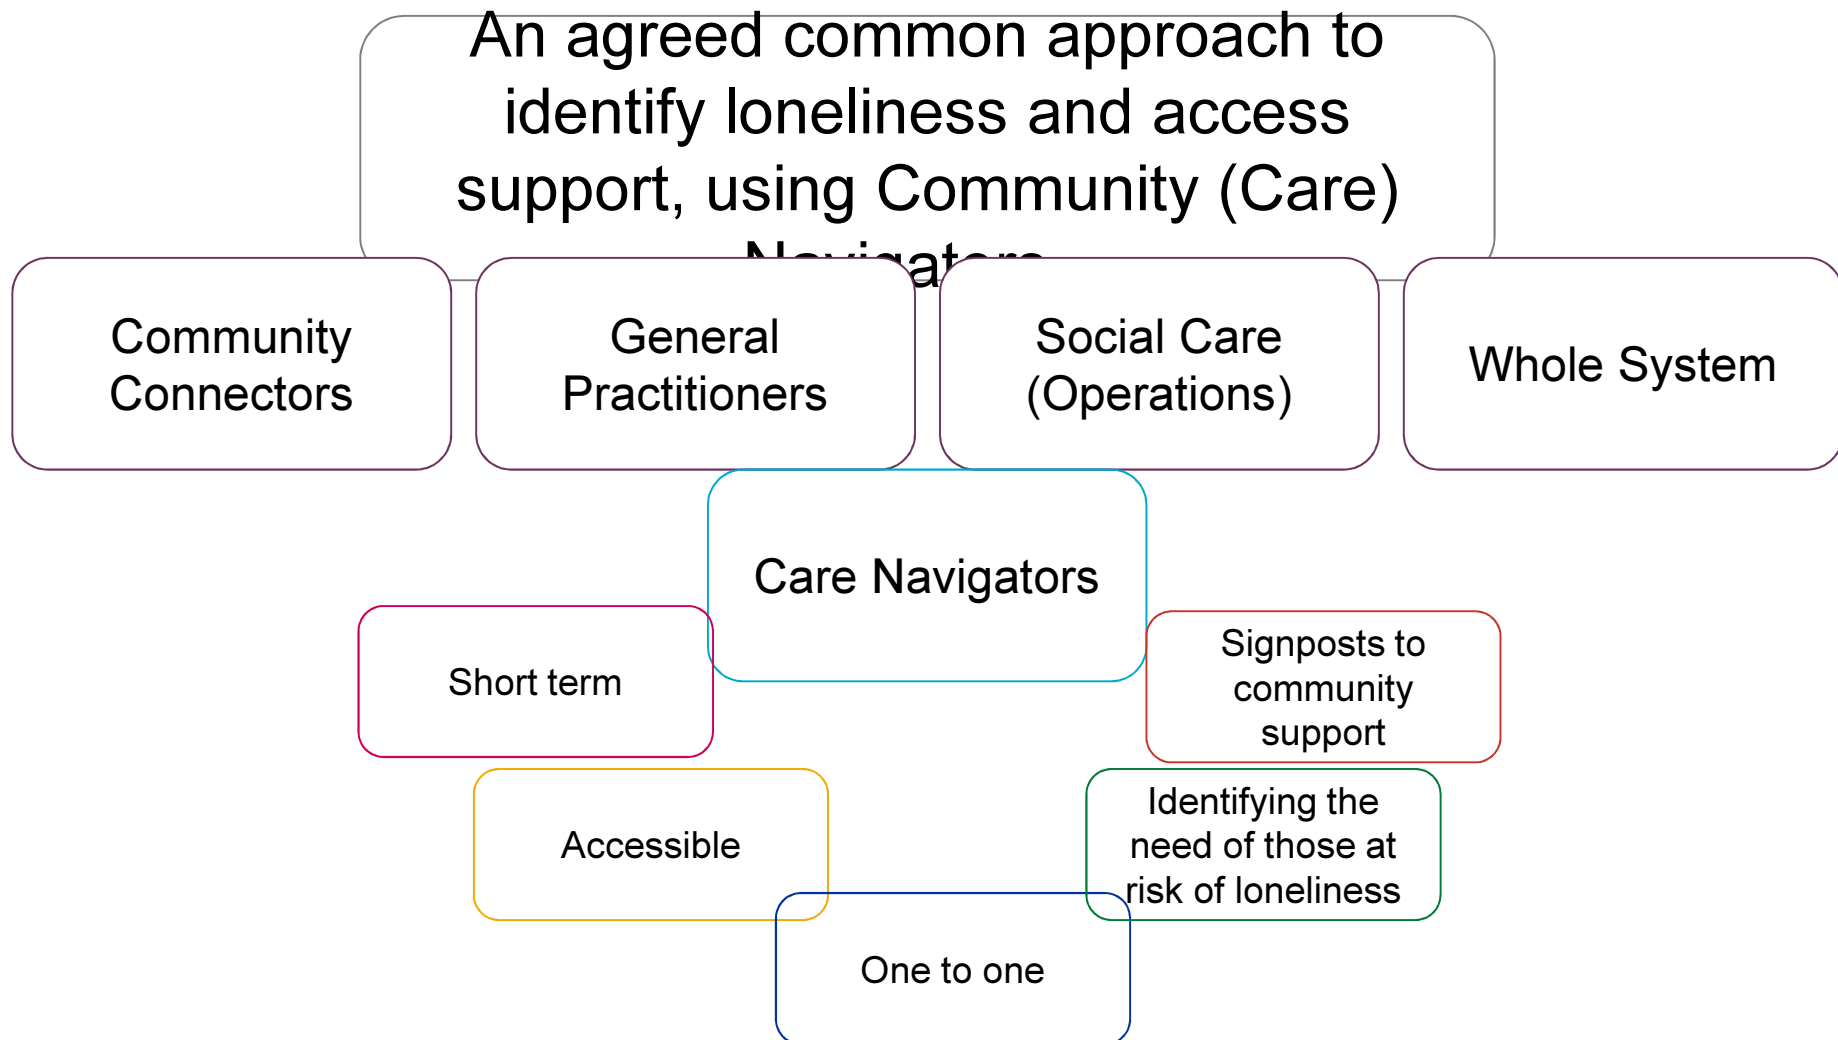 An agreed common approach to
identify loneliness and access
support, using Community (Care)
Navigators
Community
Connectors
General
Practitioners
Social Care
(Operations)
Whole System
Care Navigators
Short term
Signposts to
community
support
Accessible
Identifying the
need of those at
risk of loneliness
One to one